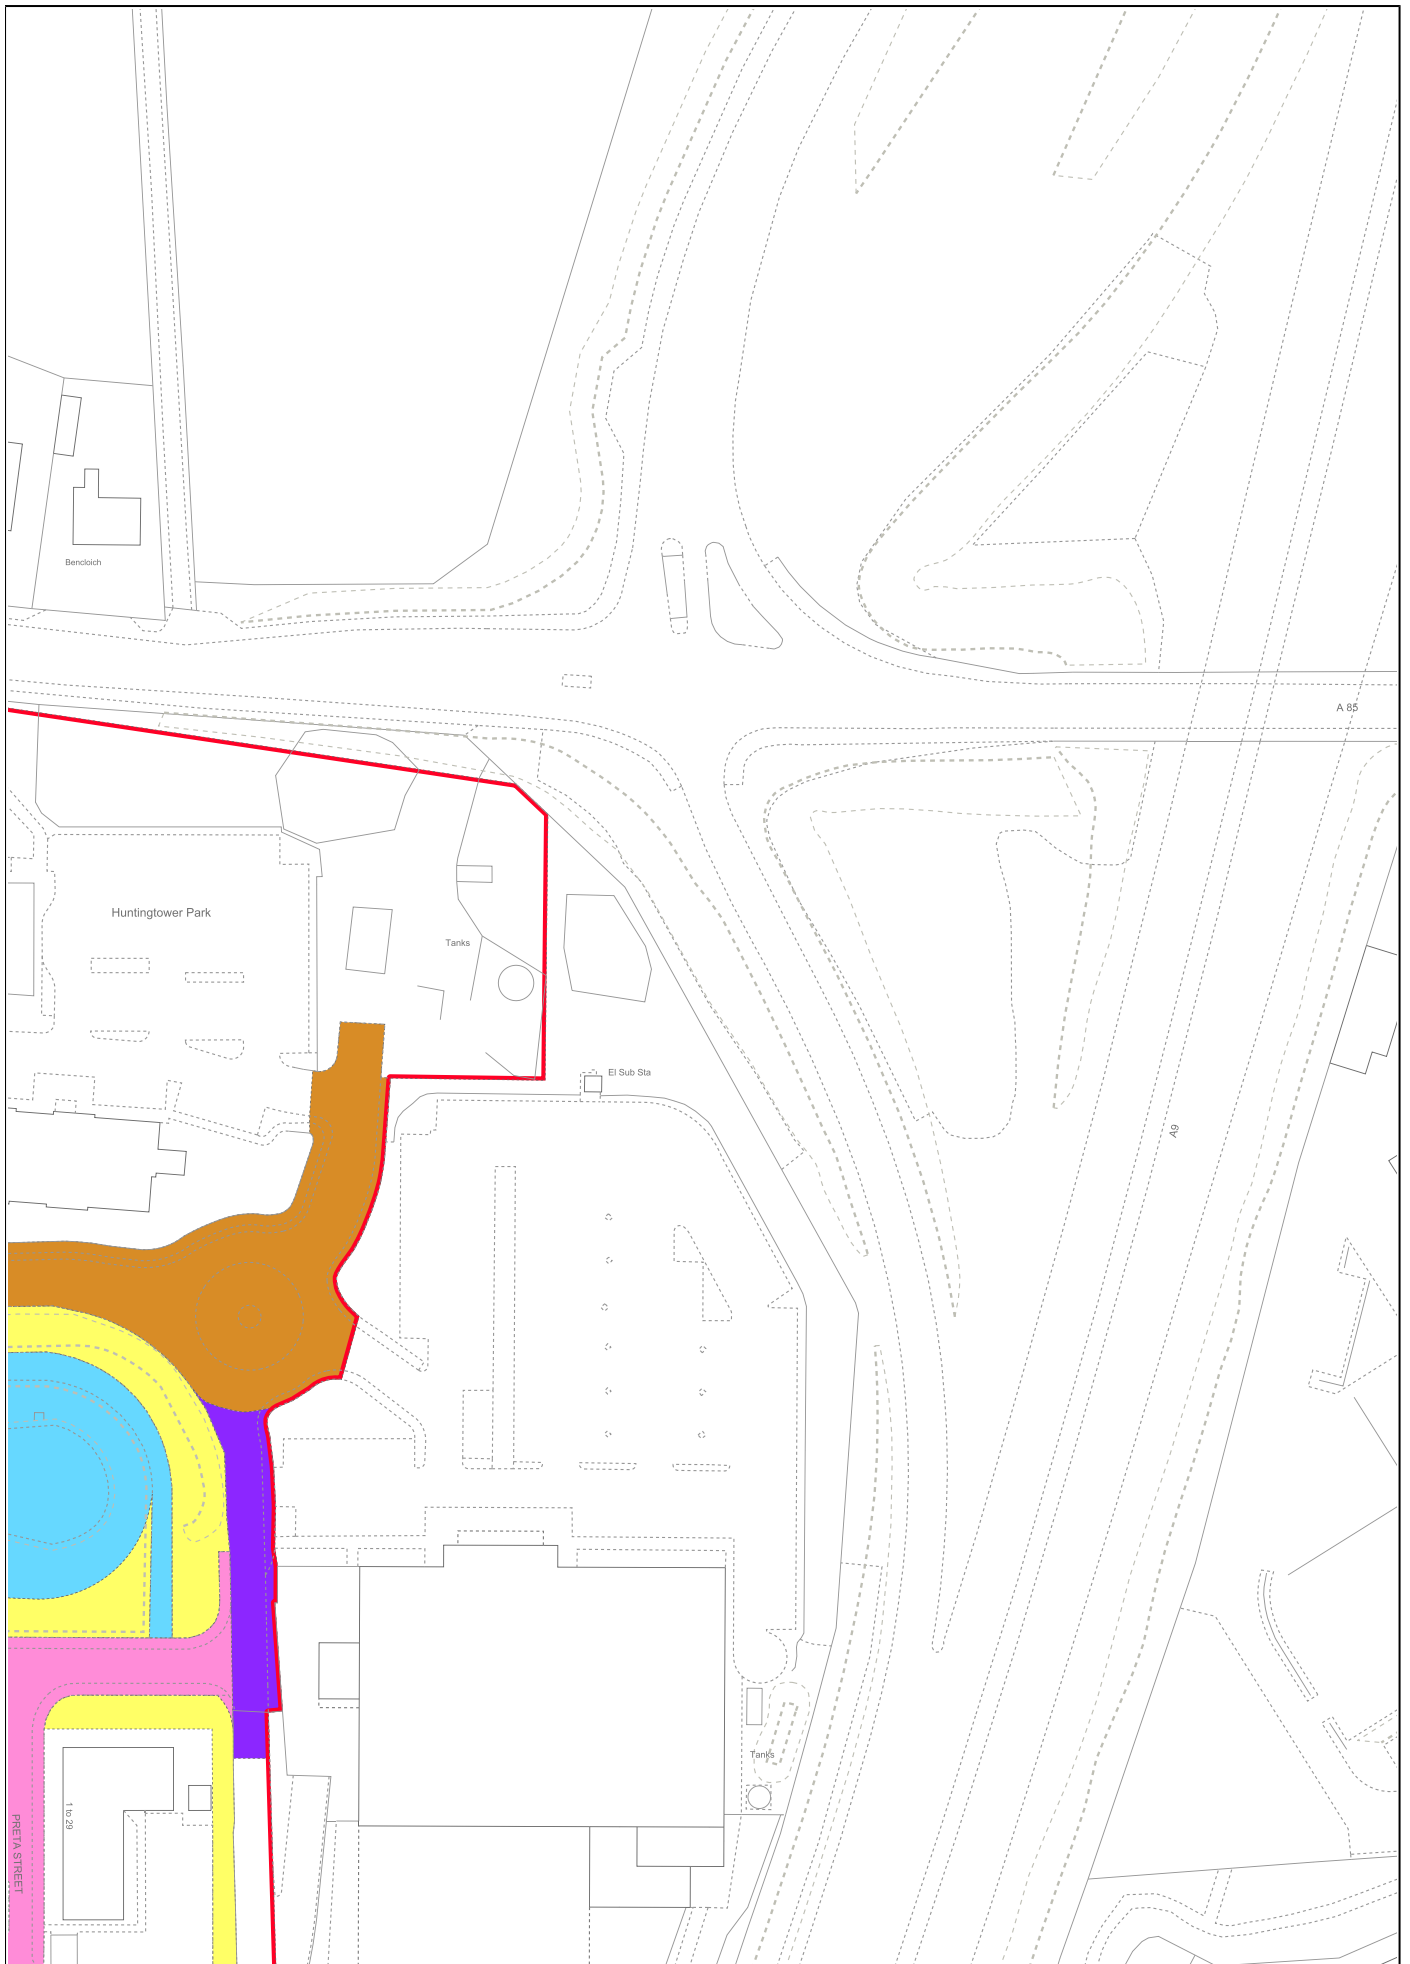 Bencloich
A 85
Huntingtower Park
Tanks
El Sub Sta
A9
Tanks
1 to 29
PRETA STREET